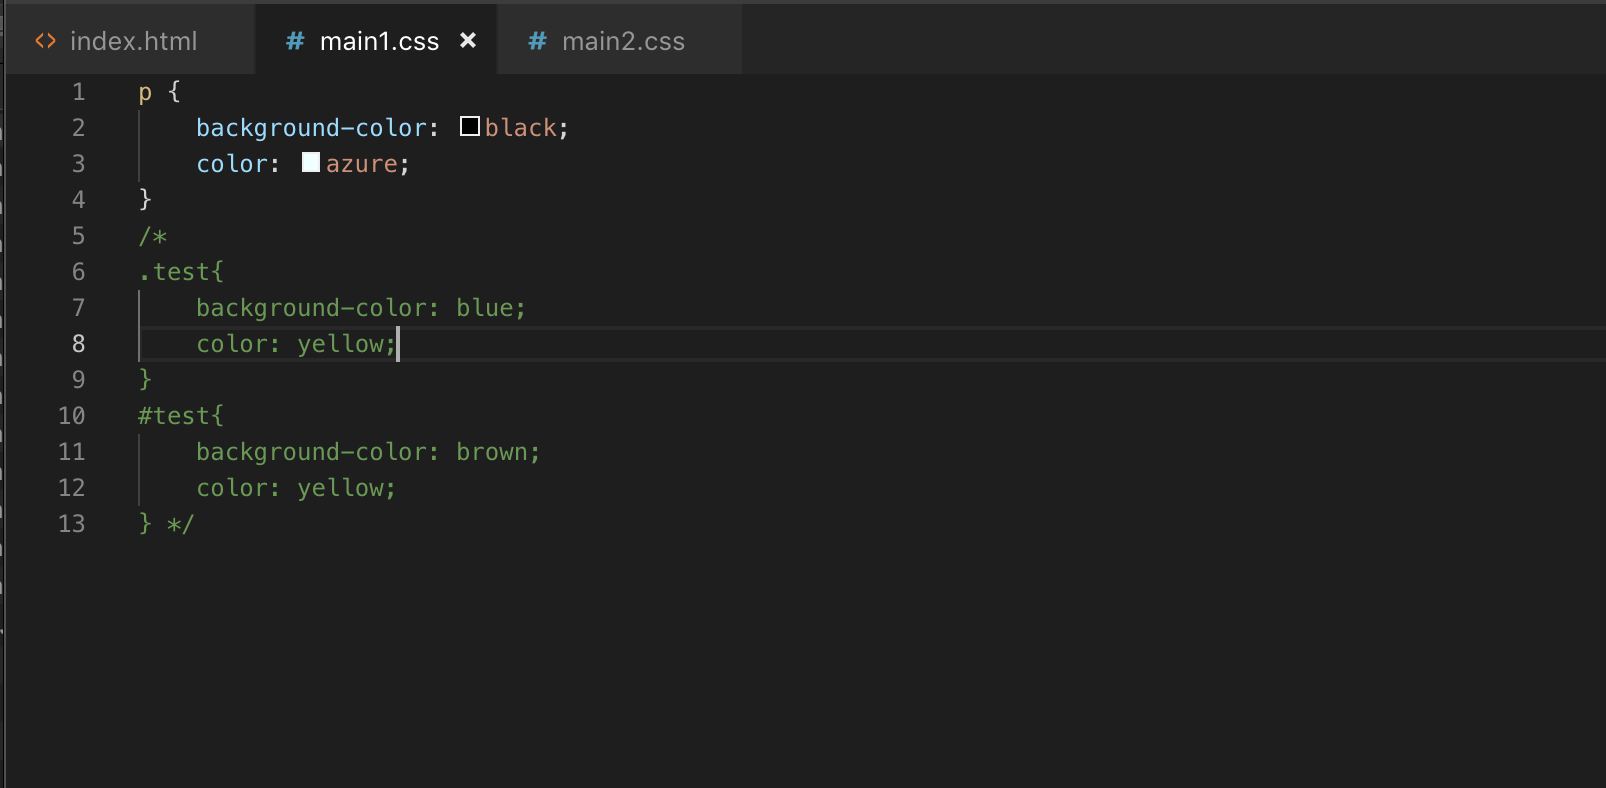 <> index.html # main1.css × # main2.css
1 p {
2 background-color: black;
3 color: azure;
4 }
5 /*
6 .test{
7 background-color: blue;
8 color: yellow;
9 }
10 #test{
11 background-color: brown;
12 color: yellow;
13 } */